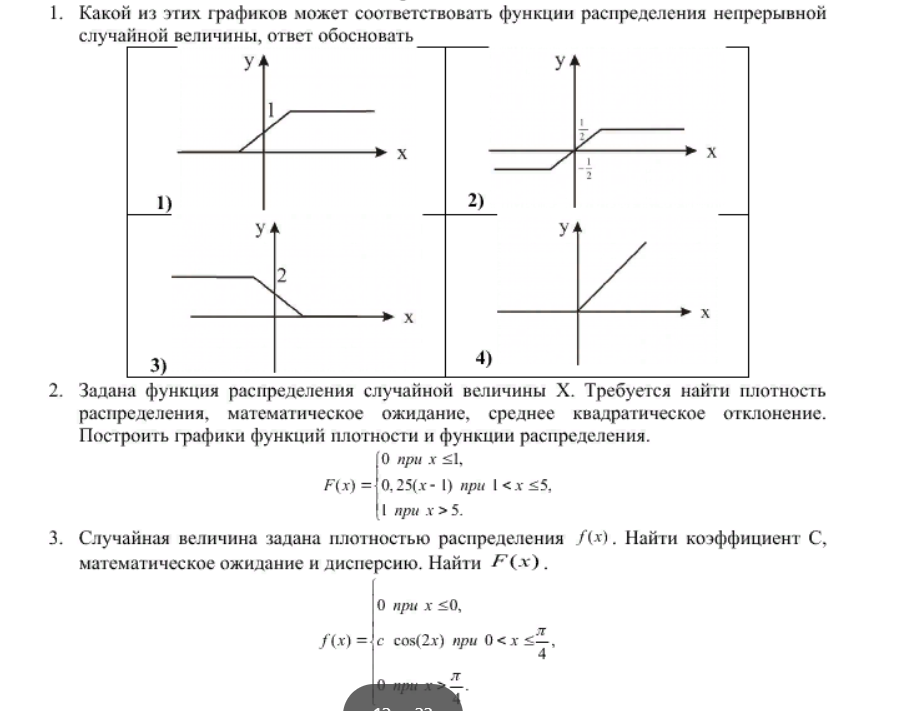 1. Какой из этих графиков может соответствовать функции распределения непрерывной
случайной величины, ответ обосновать
y
1
x
1)
y
1/2
x
-1/2
2)
y
2
x
3)
y
x
4)
2. Задана функция распределения случайной величины X. Требуется найти плотность
распределения, математическое ожидание, среднее квадратическое отклонение.
Построить графики функций плотности и функции распределения.
0 при x ≤1,
F(x) = 0,25(x - 1) при 1 < x ≤5,
1 при x > 5.
3. Случайная величина задана плотностью распределения f(x). Найти коэффициент C,
математическое ожидание и дисперсию. Найти F(x).
0 при x ≤0,
f(x) = c cos(2x) при 0 < x ≤ π/4,
0 при x > π/4.